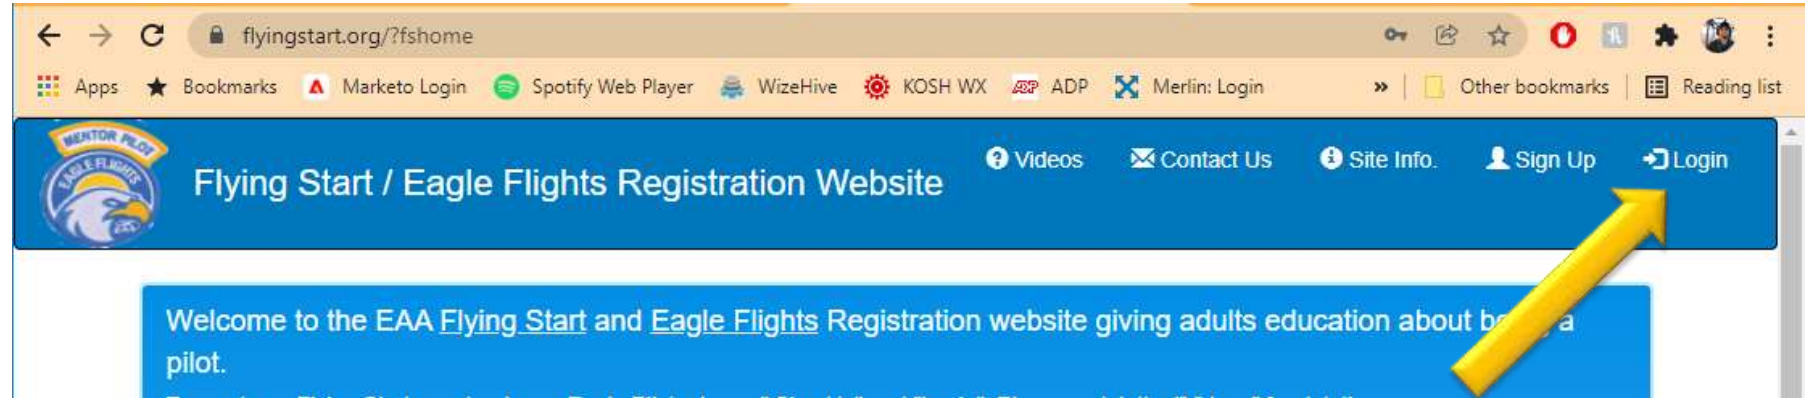 flyingstart.org/?fshome
Apps Bookmarks Marketo Login Spotify Web Player WizeHive KOSH WX ADP Merlin: Login » Other bookmarks Reading list
MENTOR PILOT
EAGLE FLIGHTS
EAA
Flying Start / Eagle Flights Registration Website
Videos Contact Us Site Info. Sign Up Login
Welcome to the EAA Flying Start and Eagle Flights Registration website giving adults education about a
pilot.